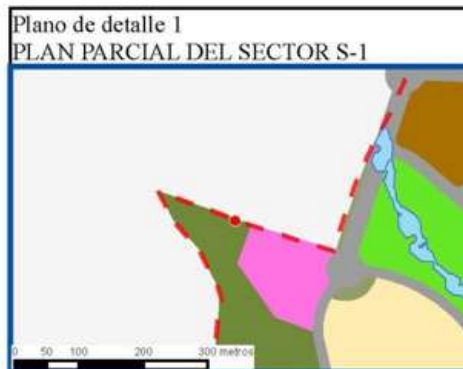 Plano de detalle 1
PLAN PARCIAL DEL SECTOR S-1
0 50 100 200 300 metros